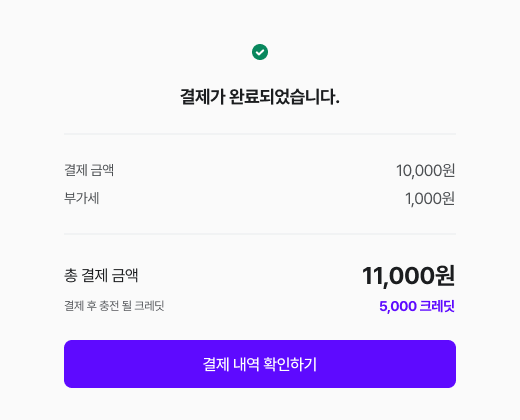 결제가 완료되었습니다.
결제 금액 10,000원
부가세 1,000원
총 결제 금액 11,000원
결제 후 충전 될 크레딧 5,000 크레딧
결제 내역 확인하기